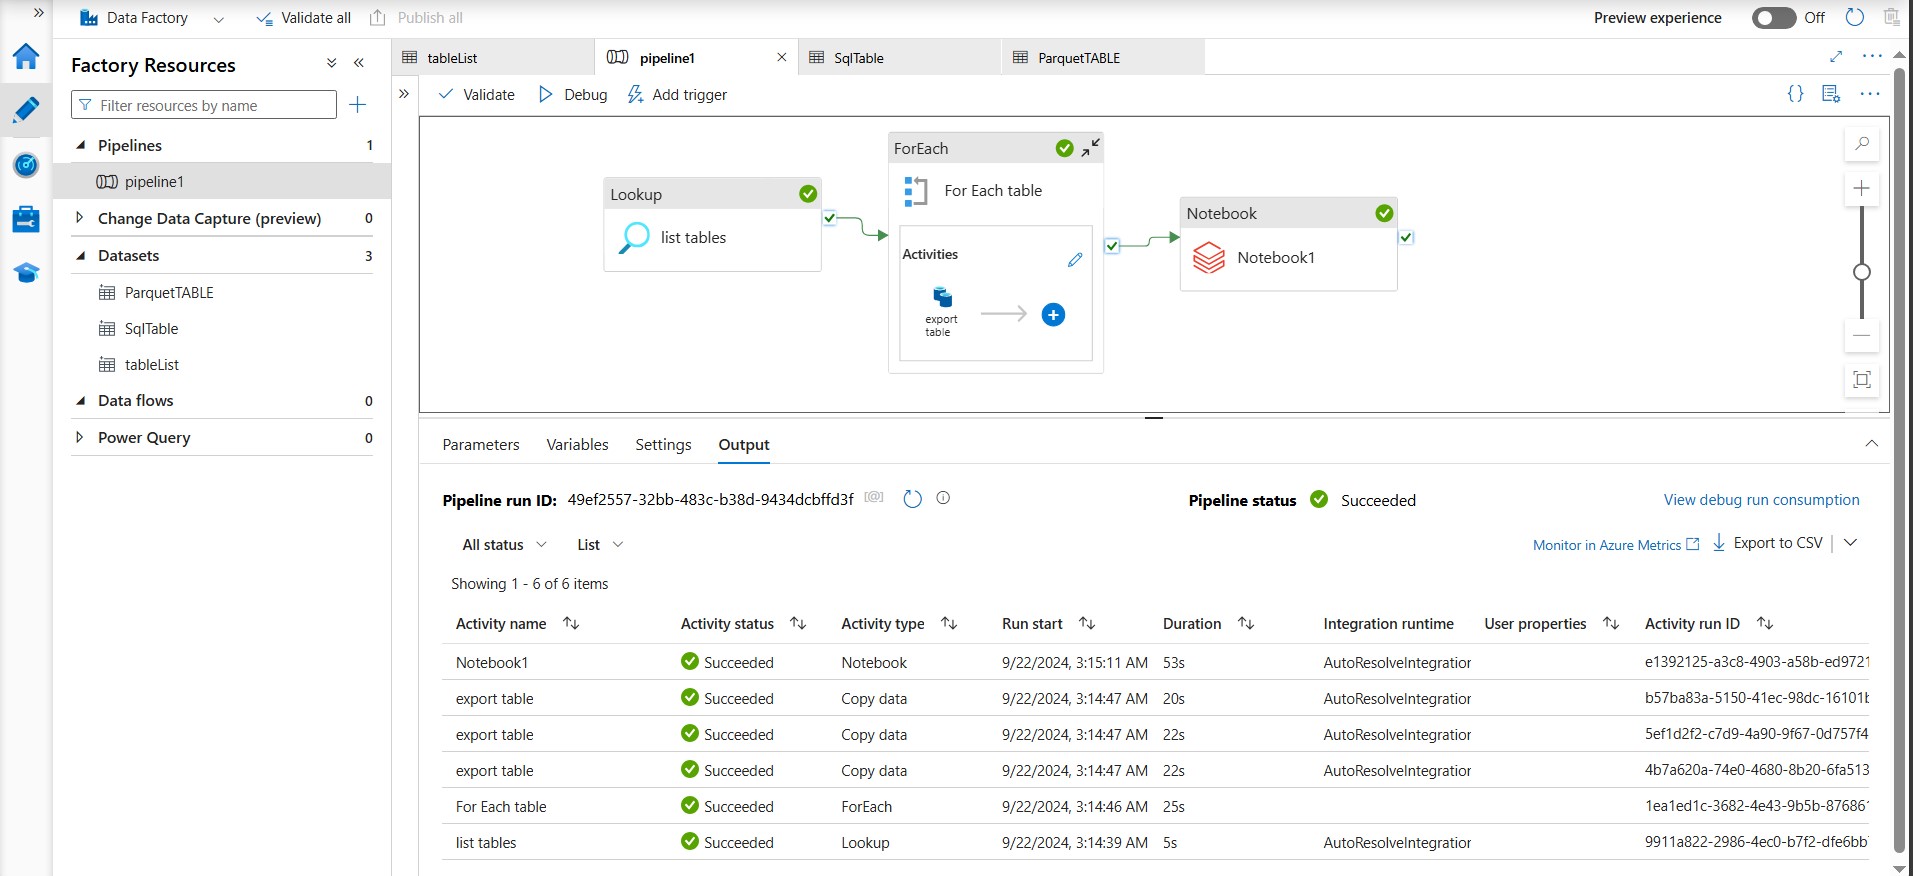 Data Factory
Validate all
Publish all
Preview experience
Off
Factory Resources
Filter resources by name
Pipelines 1
pipeline1
Change Data Capture (preview) 0
Datasets 3
ParquetTABLE
SqlTable
tableList
Data flows 0
Power Query 0
tableList
pipeline1
SqlTable
ParquetTABLE
Validate
Debug
Add trigger
Lookup
list tables
ForEach
For Each table
Activities
export
table
Notebook
Notebook1
Parameters
Variables
Settings
Output
Pipeline run ID: 49ef2557-32bb-483c-b38d-9434dcbffd3f
Pipeline status Succeeded
View debug run consumption
All status
List
Monitor in Azure Metrics
Export to CSV
Showing 1 - 6 of 6 items
Activity name Activity status Activity type Run start Duration Integration runtime User properties Activity run ID
Notebook1 Succeeded Notebook 9/22/2024, 3:15:11 AM 53s AutoResolveIntegration e1392125-a3c8-4903-a58b-ed9721
export table Succeeded Copy data 9/22/2024, 3:14:47 AM 20s AutoResolveIntegration b57ba83a-5150-41ec-98dc-16101b
export table Succeeded Copy data 9/22/2024, 3:14:47 AM 22s AutoResolveIntegration 5ef1d2f2-c7d9-4a90-9f67-0d757f4
export table Succeeded Copy data 9/22/2024, 3:14:47 AM 22s AutoResolveIntegration 4b7a620a-74e0-4680-8b20-6fa513
For Each table Succeeded ForEach 9/22/2024, 3:14:46 AM 25s 1ea1ed1c-3682-4e43-9b5b-876861
list tables Succeeded Lookup 9/22/2024, 3:14:39 AM 5s AutoResolveIntegration 9911a822-2986-4ec0-b7f2-dfe6bb